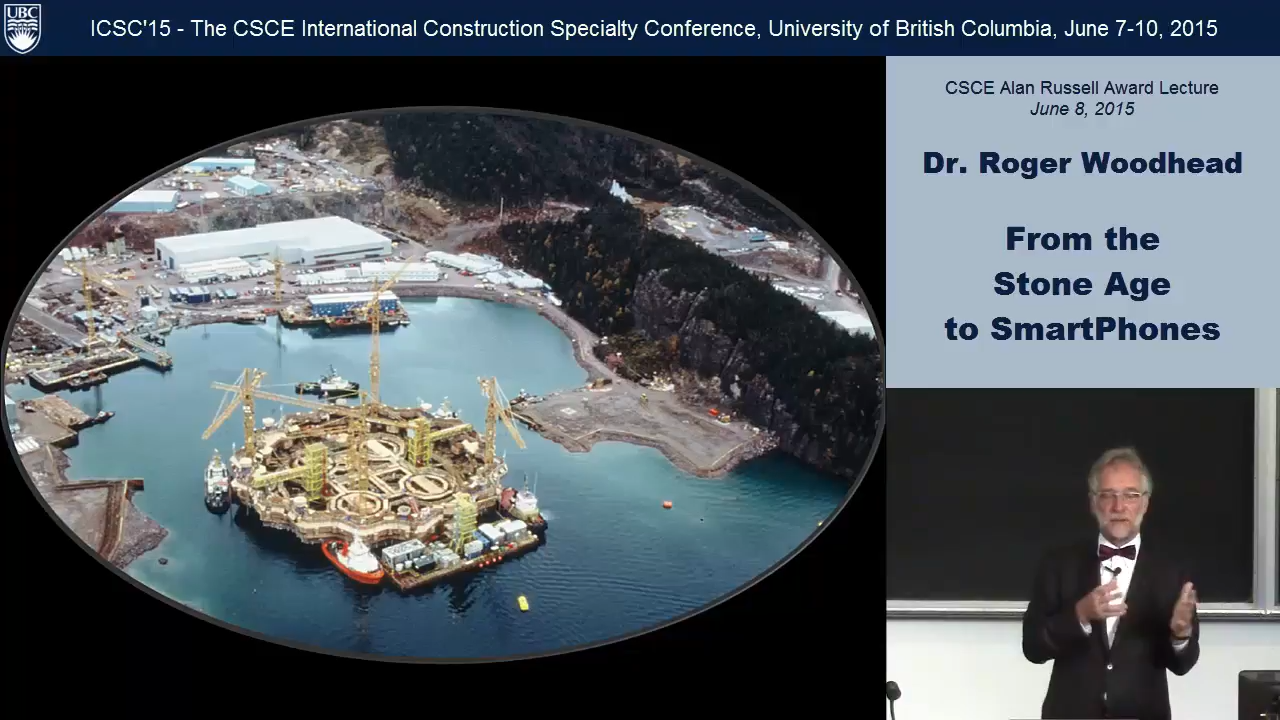 UBC
ICSC'15 - The CSCE International Construction Specialty Conference, University of British Columbia, June 7-10, 2015
CSCE Alan Russell Award Lecture
June 8, 2015
Dr. Roger Woodhead
From the
Stone Age
to SmartPhones